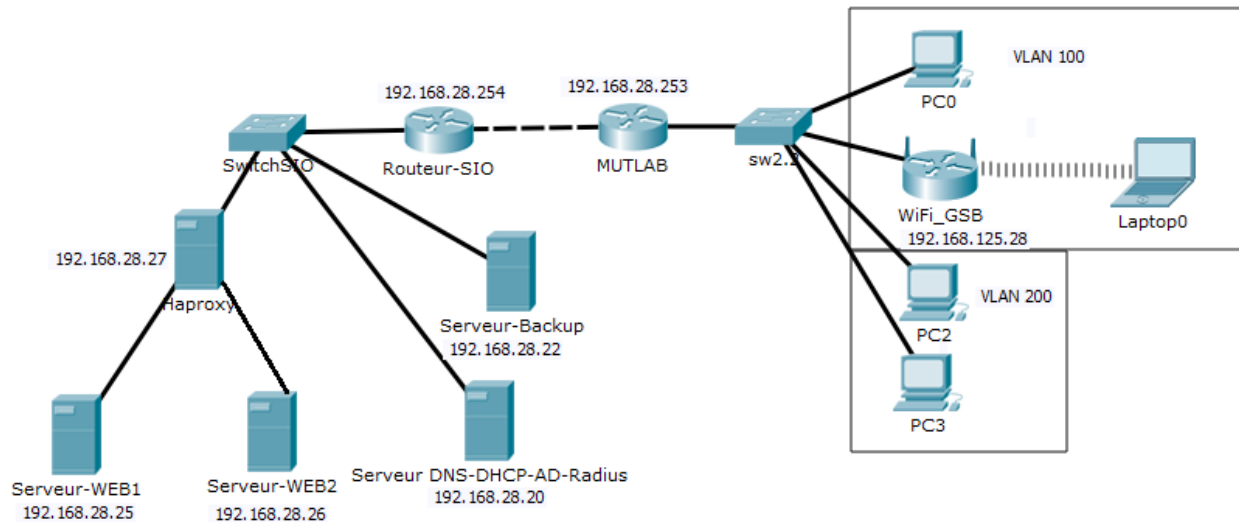 VLAN 100
PC0
192.168.28.254
192.168.28.253
SwitchSIO
Routeur-SIO
MUTLAB
sw2.2
WiFi_GSB
192.168.125.28
Laptop0
192.168.28.27
Haproxy
VLAN 200
PC2
Serveur-Backup
192.168.28.22
PC3
Serveur-WEB1
192.168.28.25
Serveur-WEB2
192.168.28.26
Serveur DNS-DHCP-AD-Radius
192.168.28.20